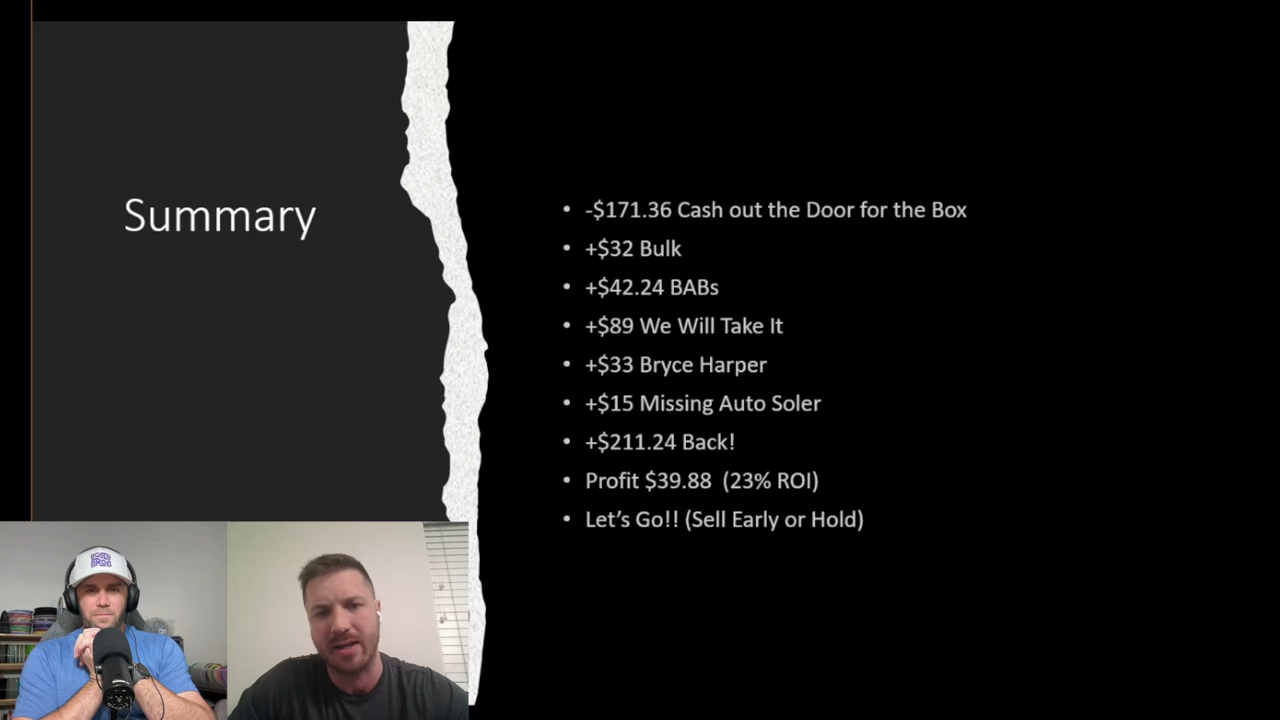 Summary
-$171.36 Cash out the Door for the Box
+$32 Bulk
+$42.24 BABs
+$89 We Will Take It
+$33 Bryce Harper
+$15 Missing Auto Soler
+$211.24 Back!
Profit $39.88 (23% ROI)
Let's Go!! (Sell Early or Hold)